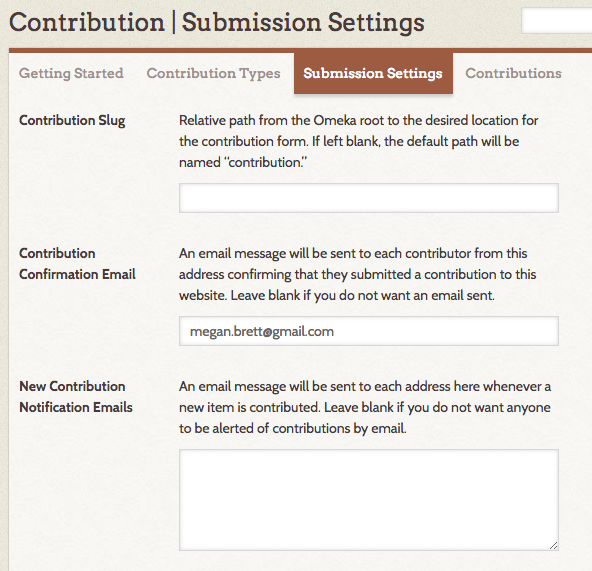 Contribution | Submission Settings
Getting Started Contribution Types Submission Settings Contributions
Contribution Slug
Relative path from the Omeka root to the desired location for
the contribution form. If left blank, the default path will be
named “contribution.”
Contribution
Confirmation Email
An email message will be sent to each contributor from this
address confirming that they submitted a contribution to this
website. Leave blank if you do not want an email sent.
megan.brett@gmail.com
New Contribution
Notification Emails
An email message will be sent to each address here whenever a
new item is contributed. Leave blank if you do not want anyone
to be alerted of contributions by email.